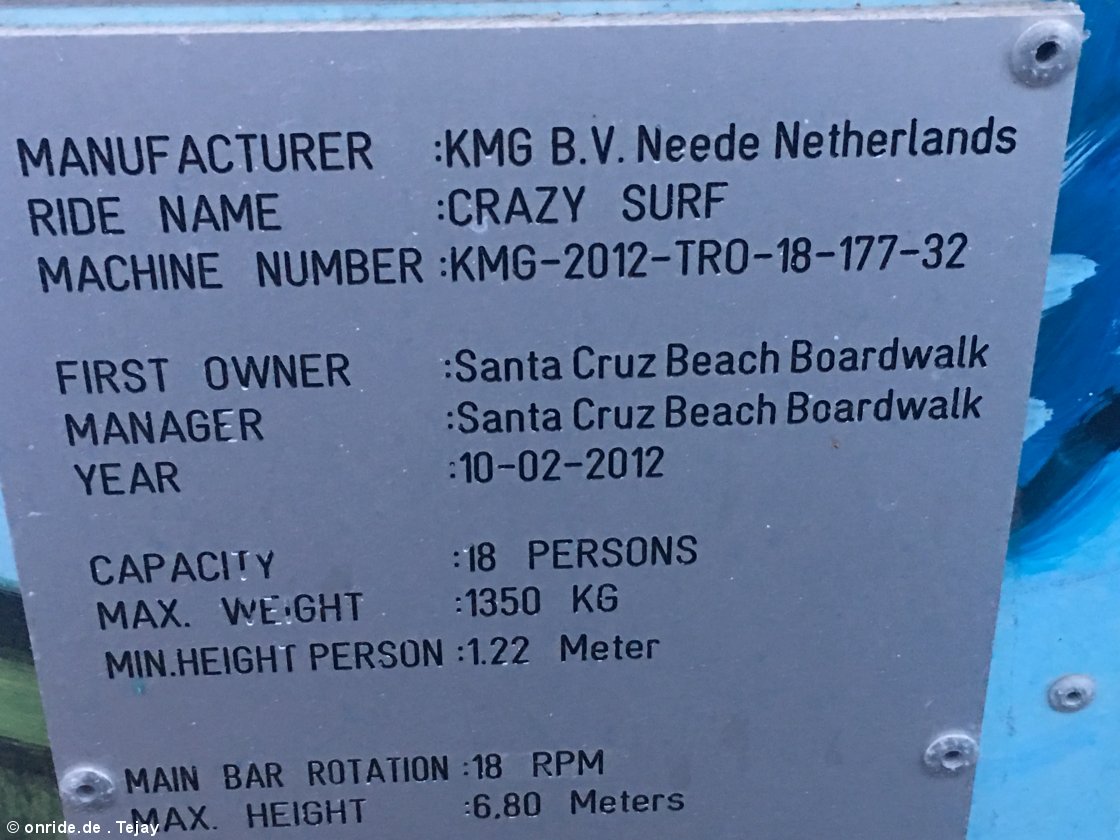 MANUFACTURER :KMG B.V. Neede Netherlands
RIDE NAME :CRAZY SURF
MACHINE NUMBER :KMG-2012-TRO-18-177-32
FIRST OWNER :Santa Cruz Beach Boardwalk
MANAGER :Santa Cruz Beach Boardwalk
YEAR :10-02-2012
CAPACITY :18 PERSONS
MAX. WEIGHT :1350 KG
MIN.HEIGHT PERSON :1.22 Meter
MAIN BAR ROTATION :18 RPM
MAX. HEIGHT :6,80 Meters
© onride.de . Tejay